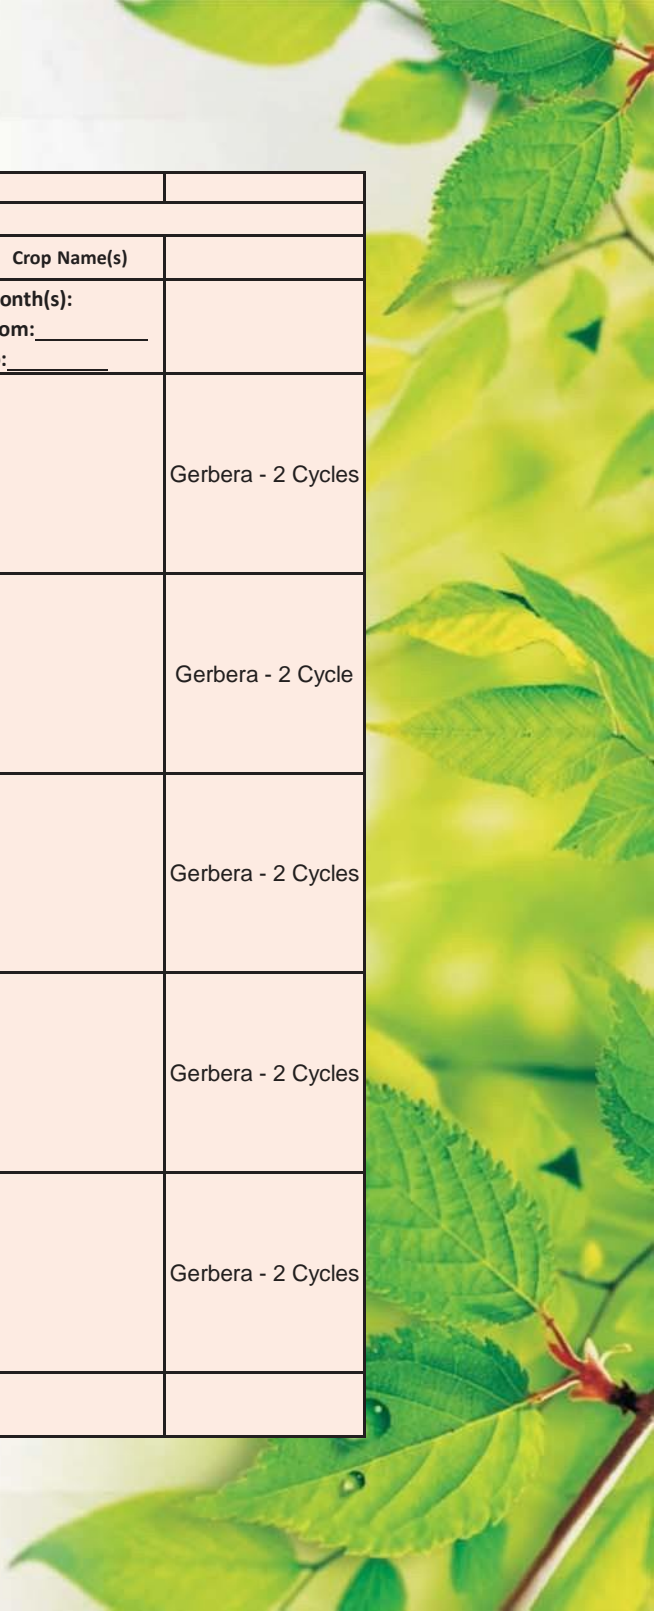 Crop Name(s)
onth(s):
om:
:
Gerbera - 2 Cycles
Gerbera - 2 Cycle
Gerbera - 2 Cycles
Gerbera - 2 Cycles
Gerbera - 2 Cycles